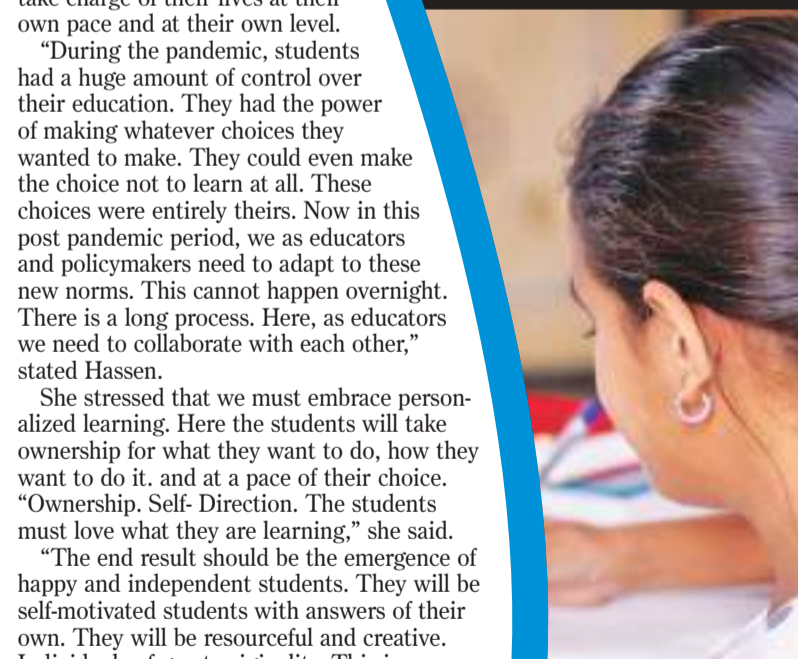 take charge of their lives at their
own pace and at their own level.
“During the pandemic, students
had a huge amount of control over
their education. They had the power
of making whatever choices they
wanted to make. They could even make
the choice not to learn at all. These
choices were entirely theirs. Now in this
post pandemic period, we as educators
and policymakers need to adapt to these
new norms. This cannot happen overnight.
There is a long process. Here, as educators
we need to collaborate with each other,”
stated Hassen.
She stressed that we must embrace person-
alized learning. Here the students will take
ownership for what they want to do, how they
want to do it. and at a pace of their choice.
“Ownership. Self- Direction. The students
must love what they are learning,” she said.
“The end result should be the emergence of
happy and independent students. They will be
self-motivated students with answers of their
own. They will be resourceful and creative.